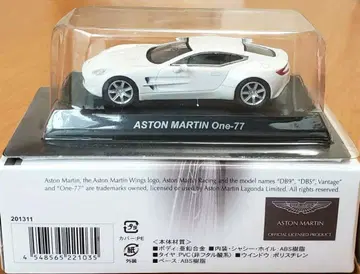 ASTON MARTIN One-77
Aston Martin, the Aston Martin Wings logo, Aston Martin Racing and the model names "DB9", "DBS", Vantage"
and "One-77" are trademarks owned, licensed or used by Aston Martin Lagonda Limited.
All rights reserved.
ASTON MARTIN
ASTON MARTIN
OFFICIAL LICENSED PRODUCT
201311
4 548565 221035
外箱
カバー:PE
外紙
<本体材質>
■ボディ:亜鉛合金 ■内装・シャシー・ホイル:ABS樹脂
■タイヤ:PVC(非フタル酸系) ■ウインドウ:ポリスチレン
■ベース:ABS樹脂